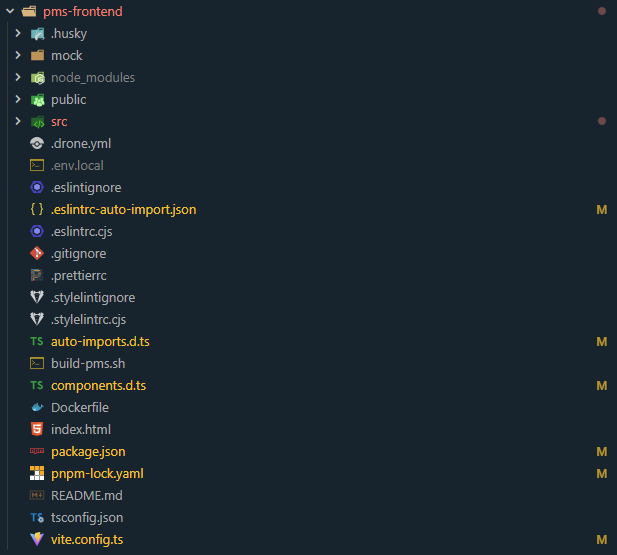 pms-frontend
.husky
mock
node_modules
public
src
.drone.yml
.env.local
.eslintignore
{ } .eslintrc-auto-import.json M
.eslintrc.cjs
.gitignore
.prettierrc
.stylelintignore
.stylelintrc.cjs
TS auto-imports.d.ts M
build-pms.sh
TS components.d.ts M
Dockerfile
index.html
package.json M
pnpm-lock.yaml M
README.md
TS tsconfig.json
vite.config.ts M